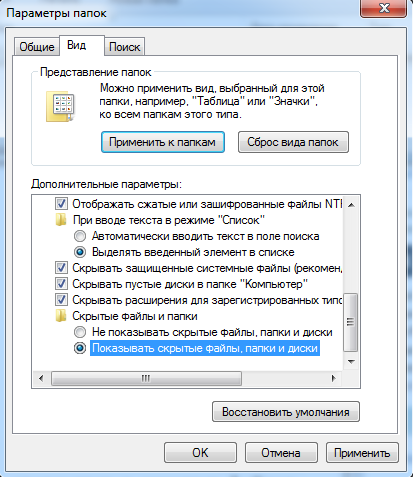 Параметры папок
Общие Вид Поиск
Представление папок
Можно применить вид, выбранный для этой
папки, например, "Таблица" или "Значки",
ко всем папкам этого типа.
Применить к папкам Сброс вида папок
Дополнительные параметры:
Отображать сжатые или зашифрованные файлы NT
При вводе текста в режиме "Список"
Автоматически вводить текст в поле поиска
Выделять введенный элемент в списке
Скрывать защищенные системные файлы (рекомен,
Скрывать пустые диски в папке "Компьютер"
Скрывать расширения для зарегистрированных типо
Скрытые файлы и папки
Не показывать скрытые файлы, папки и диски
Показывать скрытые файлы, папки и диски
Восстановить умолчания
OK Отмена Применить